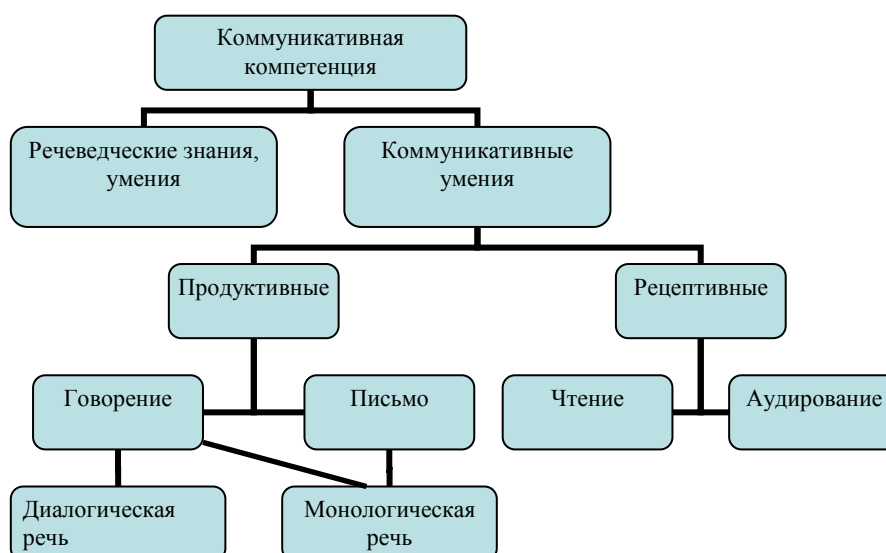 Коммуникативная
компетенция
Речеведческие знания,
умения
Коммуникативные
умения
Продуктивные
Рецептивные
Говорение
Письмо
Чтение
Аудирование
Диалогическая
речь
Монологическая
речь